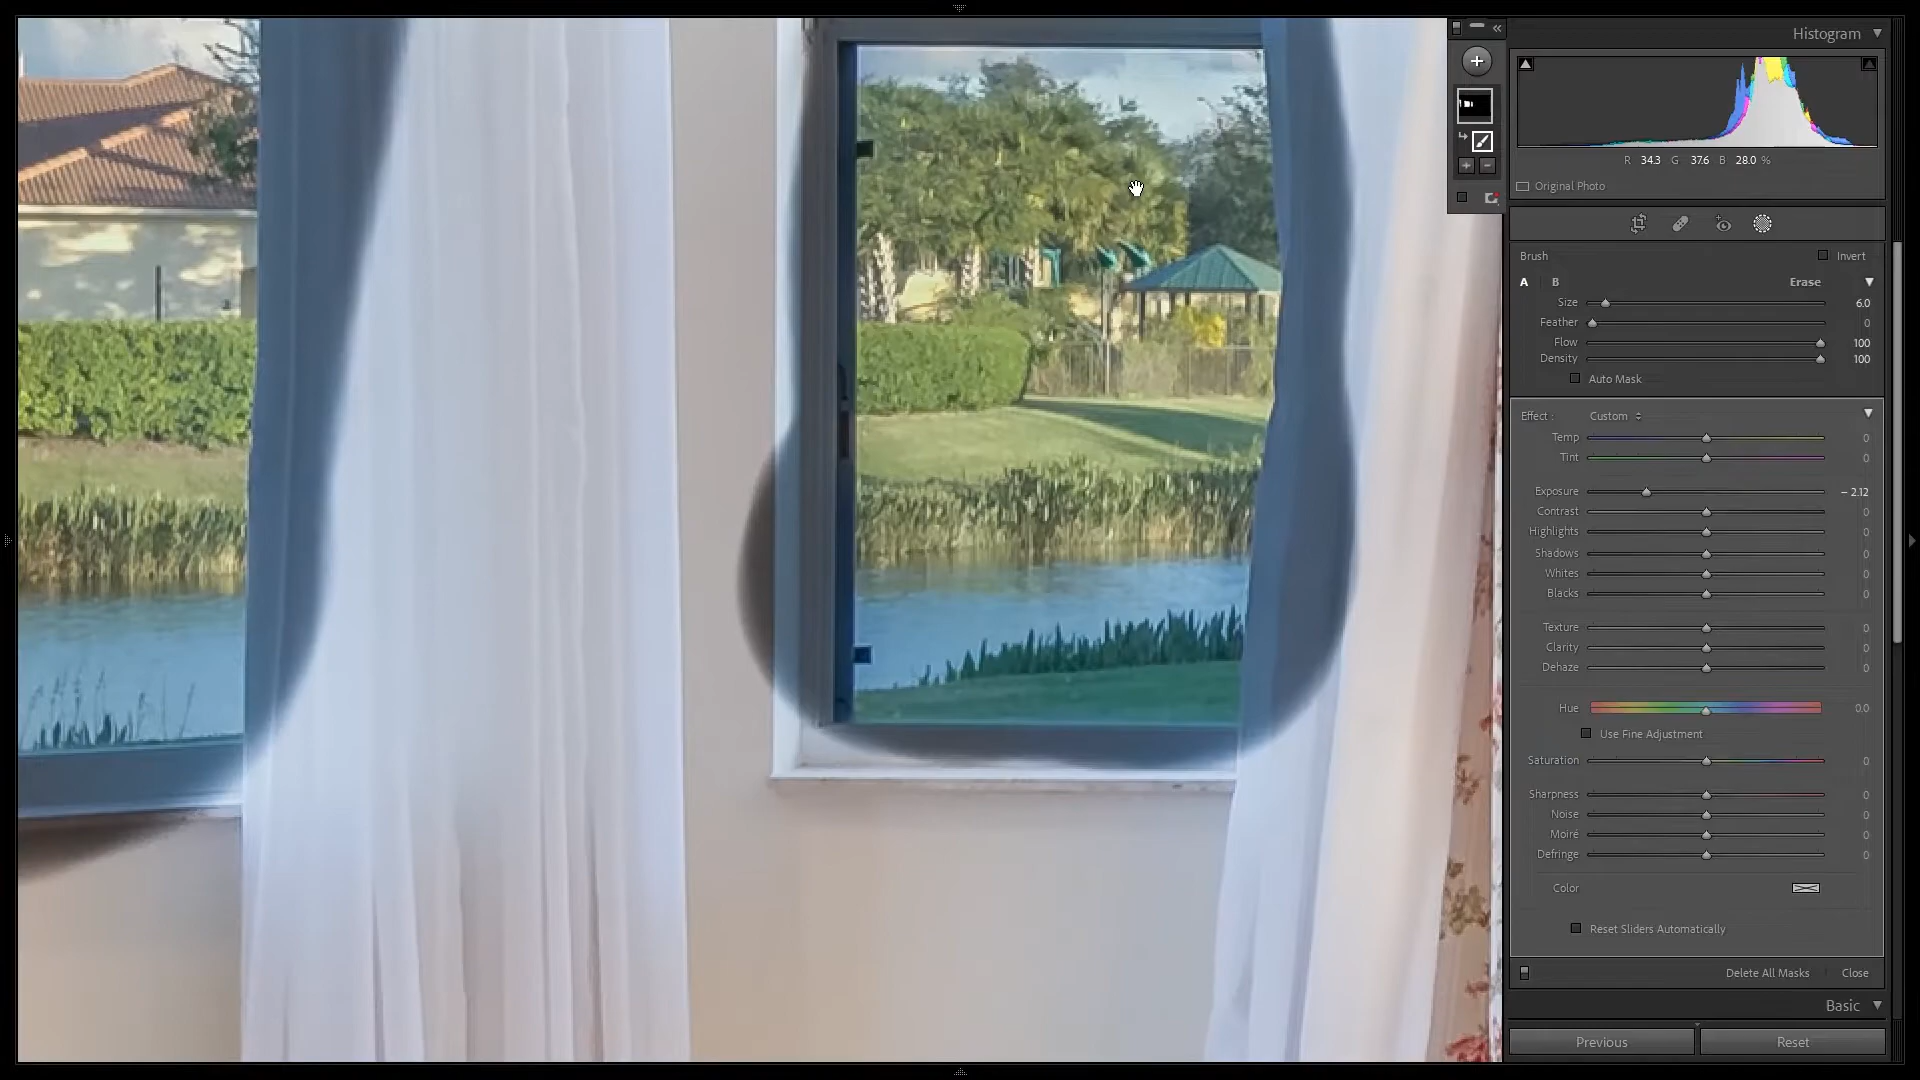 Histogram
R 34.3 G 37.6 B 28.0 %
Original Photo
Brush Invert
A B Erase
Size 6.0
Feather 0
Flow 100
Density 100
Auto Mask
Effect : Custom
Temp 0
Tint 0
Exposure – 2.12
Contrast 0
Highlights 0
Shadows 0
Whites 0
Blacks 0
Texture 0
Clarity 0
Dehaze 0
Hue 0.0
Use Fine Adjustment
Saturation 0
Sharpness 0
Noise 0
Moiré 0
Defringe 0
Color
Reset Sliders Automatically
Delete All Masks Close
Basic
Previous Reset